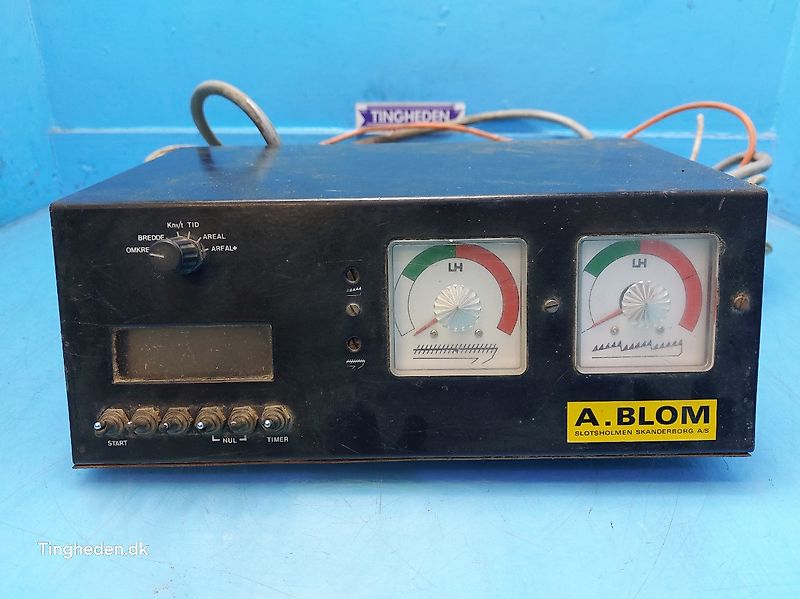 TINGHEDEN
Km/t TID
BREDDE AREAL
OMKRE AREAL+
LH
LH
A.BLOM
SLOTSHOLMEN SKANDERBORG A/S
START NUL TIMER
Tingheden.dk